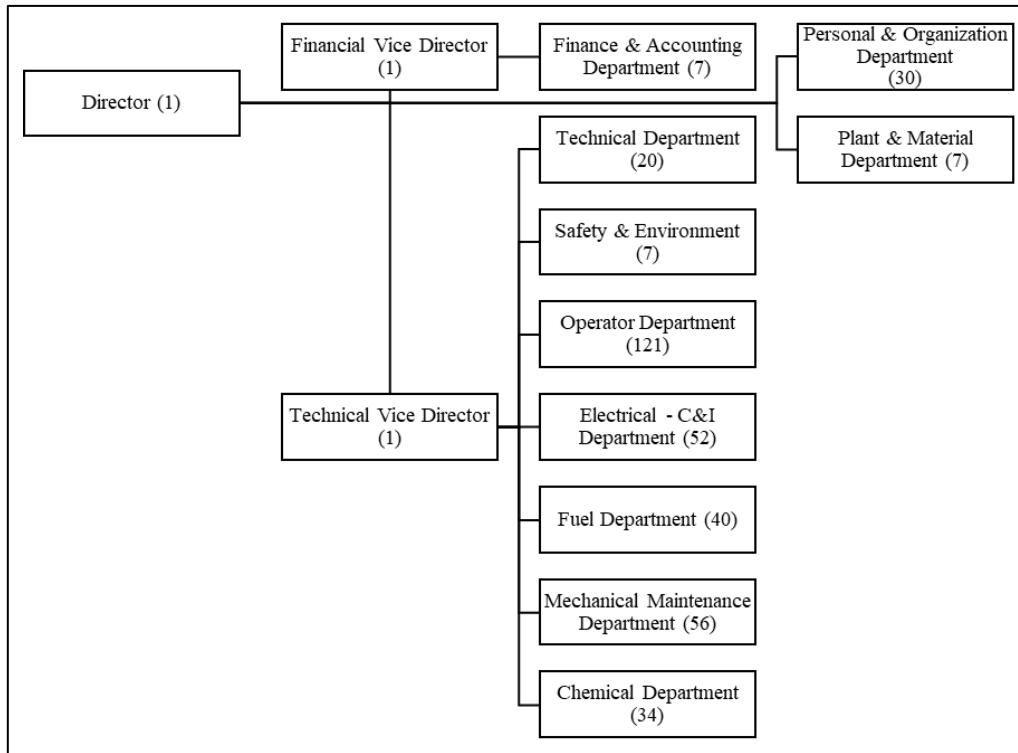 Financial Vice Director
(1)
Finance & Accounting
Department (7)
Personal & Organization
Department
(30)
Director (1)
Technical Department
(20)
Plant & Material
Department (7)
Safety & Environment
(7)
Operator Department
(121)
Technical Vice Director
(1)
Electrical - C&I
Department (52)
Fuel Department (40)
Mechanical Maintenance
Department (56)
Chemical Department
(34)